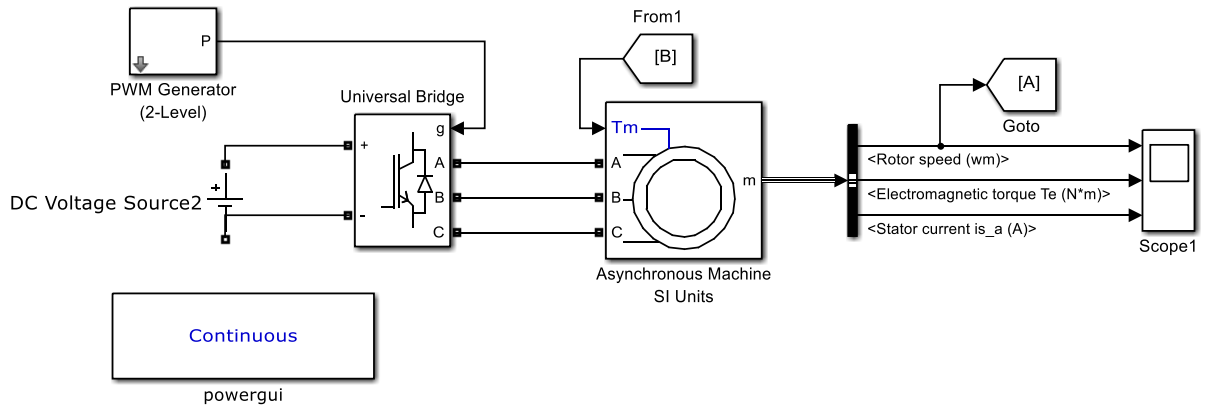 From1
[B]
P
PWM Generator
(2-Level)
[A]
Goto
Universal Bridge
g
A
B
C
+
-
DC Voltage Source2
+
Tm
A
B
C
m
Asynchronous Machine
SI Units
<Rotor speed (wm)>
<Electromagnetic torque Te (N*m)>
<Stator current is_a (A)>
Scope1
Continuous
powergui